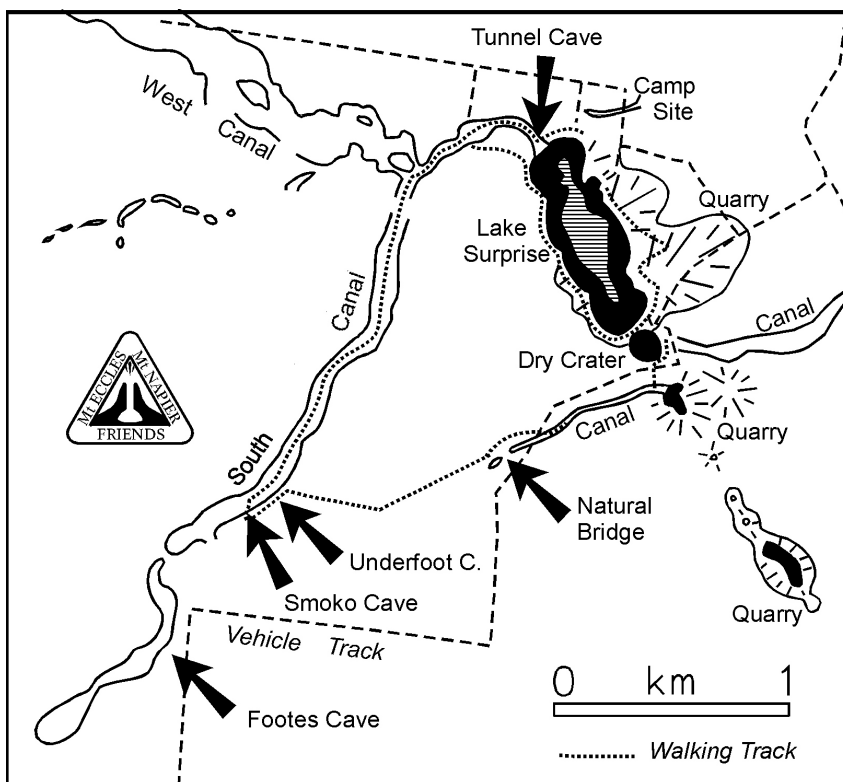 Tunnel Cave
Camp
Site
West
Canal
Quarry
Lake
Surprise
Canal
Canal
Dry Crater
Mt ECCLES
Mt NAPIER
FRIENDS
Canal
Quarry
South
Natural
Bridge
Underfoot C.
Smoko Cave
Quarry
Vehicle Track
Footes Cave
0 km 1
Walking Track